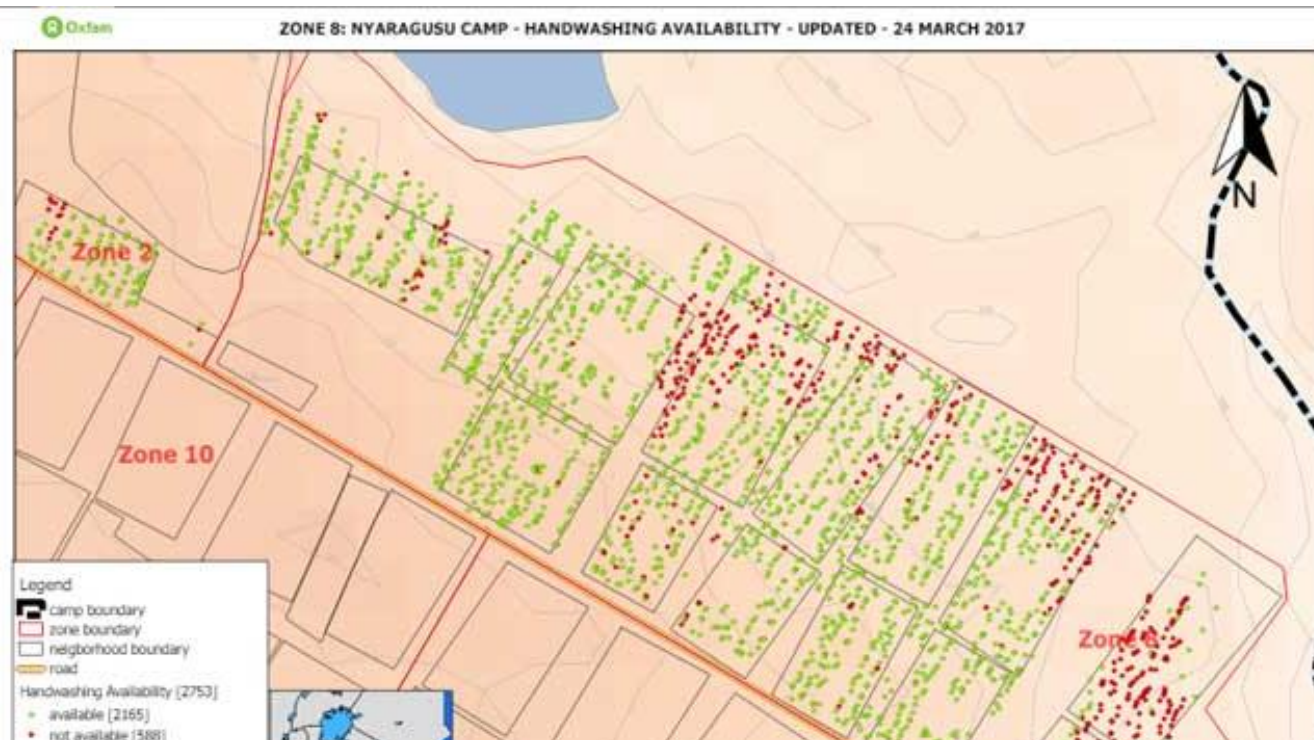 Oxfam
ZONE 8: NYARAGUSU CAMP - HANDWASHING AVAILABILITY - UPDATED - 24 MARCH 2017
N
Zone 2
Zone 10
Zone
Legend
camp boundary
zone boundary
neigborhood boundary
road
Handwashing Availability [2753]
available [2165]
not available [588]